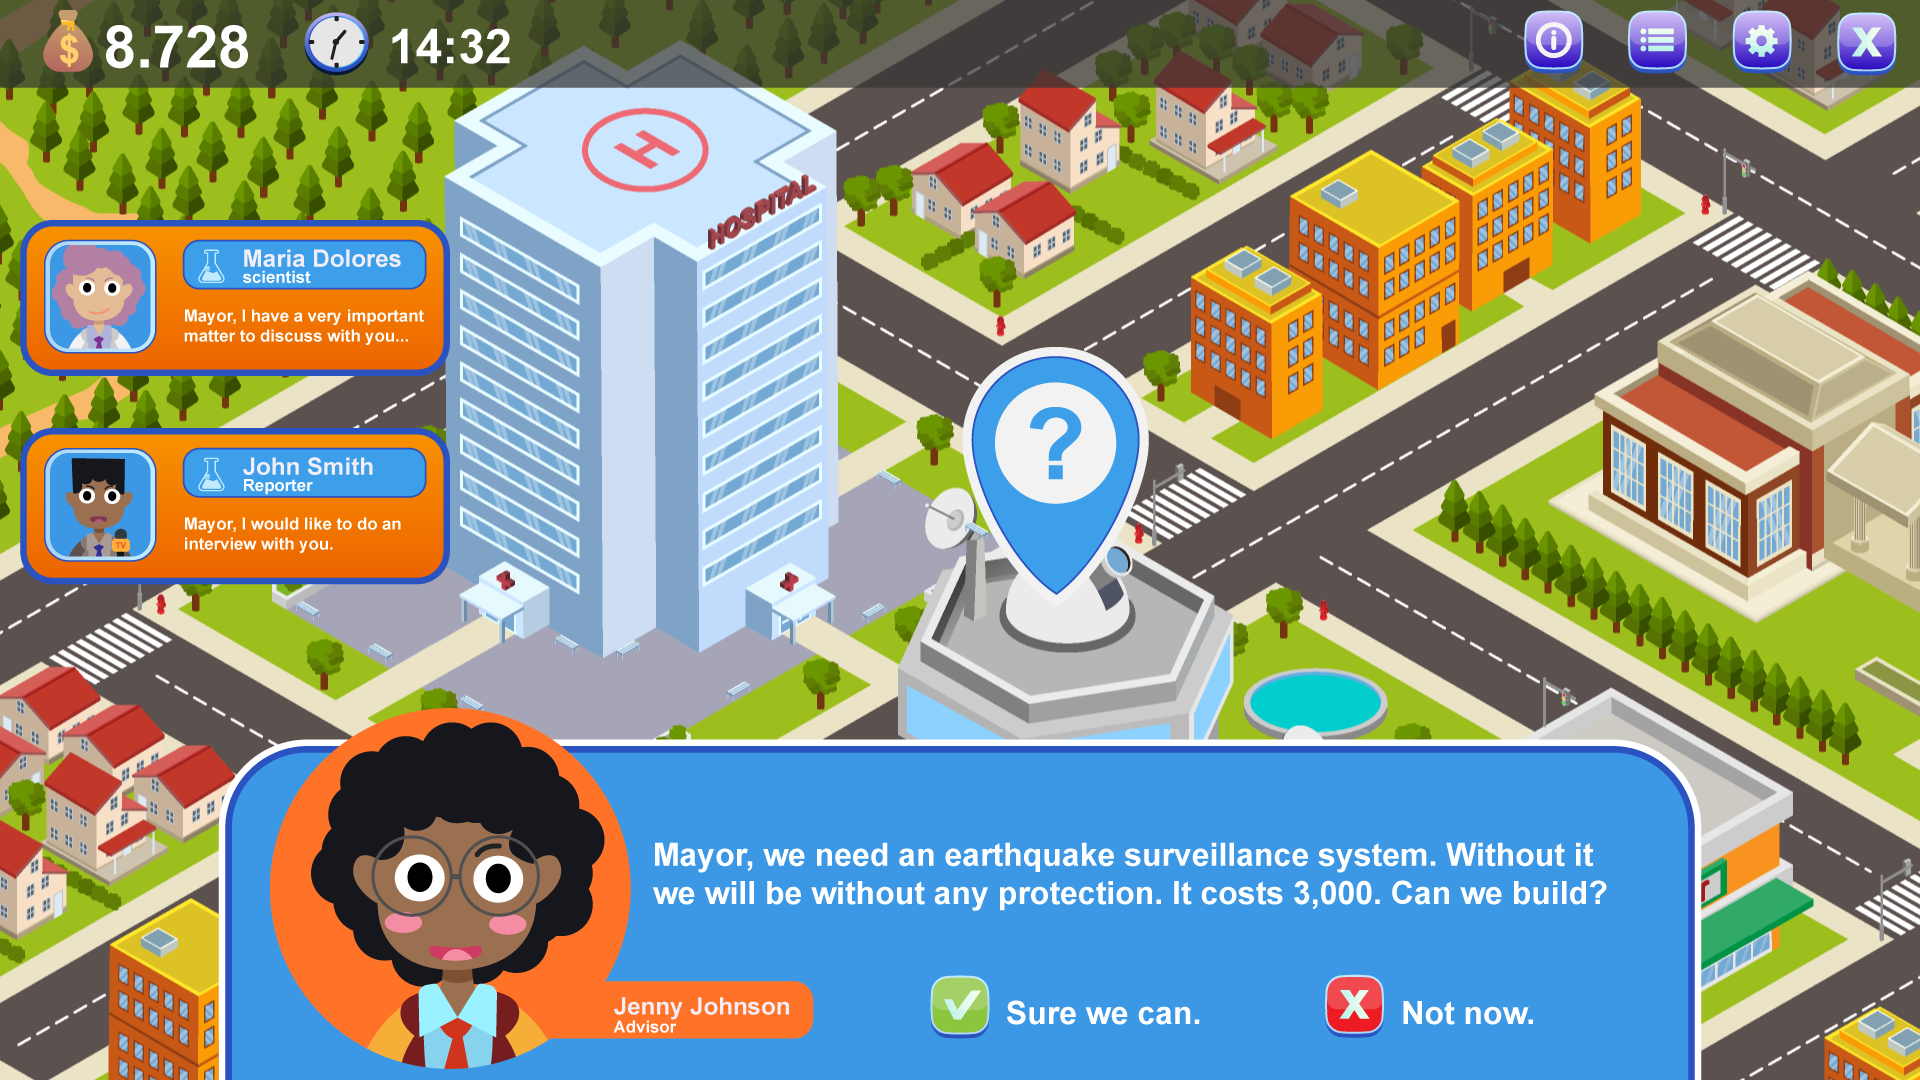 8.728
14:32
H
HOSPITAL
Maria Dolores
scientist
Mayor, I have a very important
matter to discuss with you...
John Smith
Reporter
Mayor, I would like to do an
interview with you.
TV
?
Mayor, we need an earthquake surveillance system. Without it
we will be without any protection. It costs 3,000. Can we build?
Jenny Johnson
Advisor
Sure we can.
Not now.